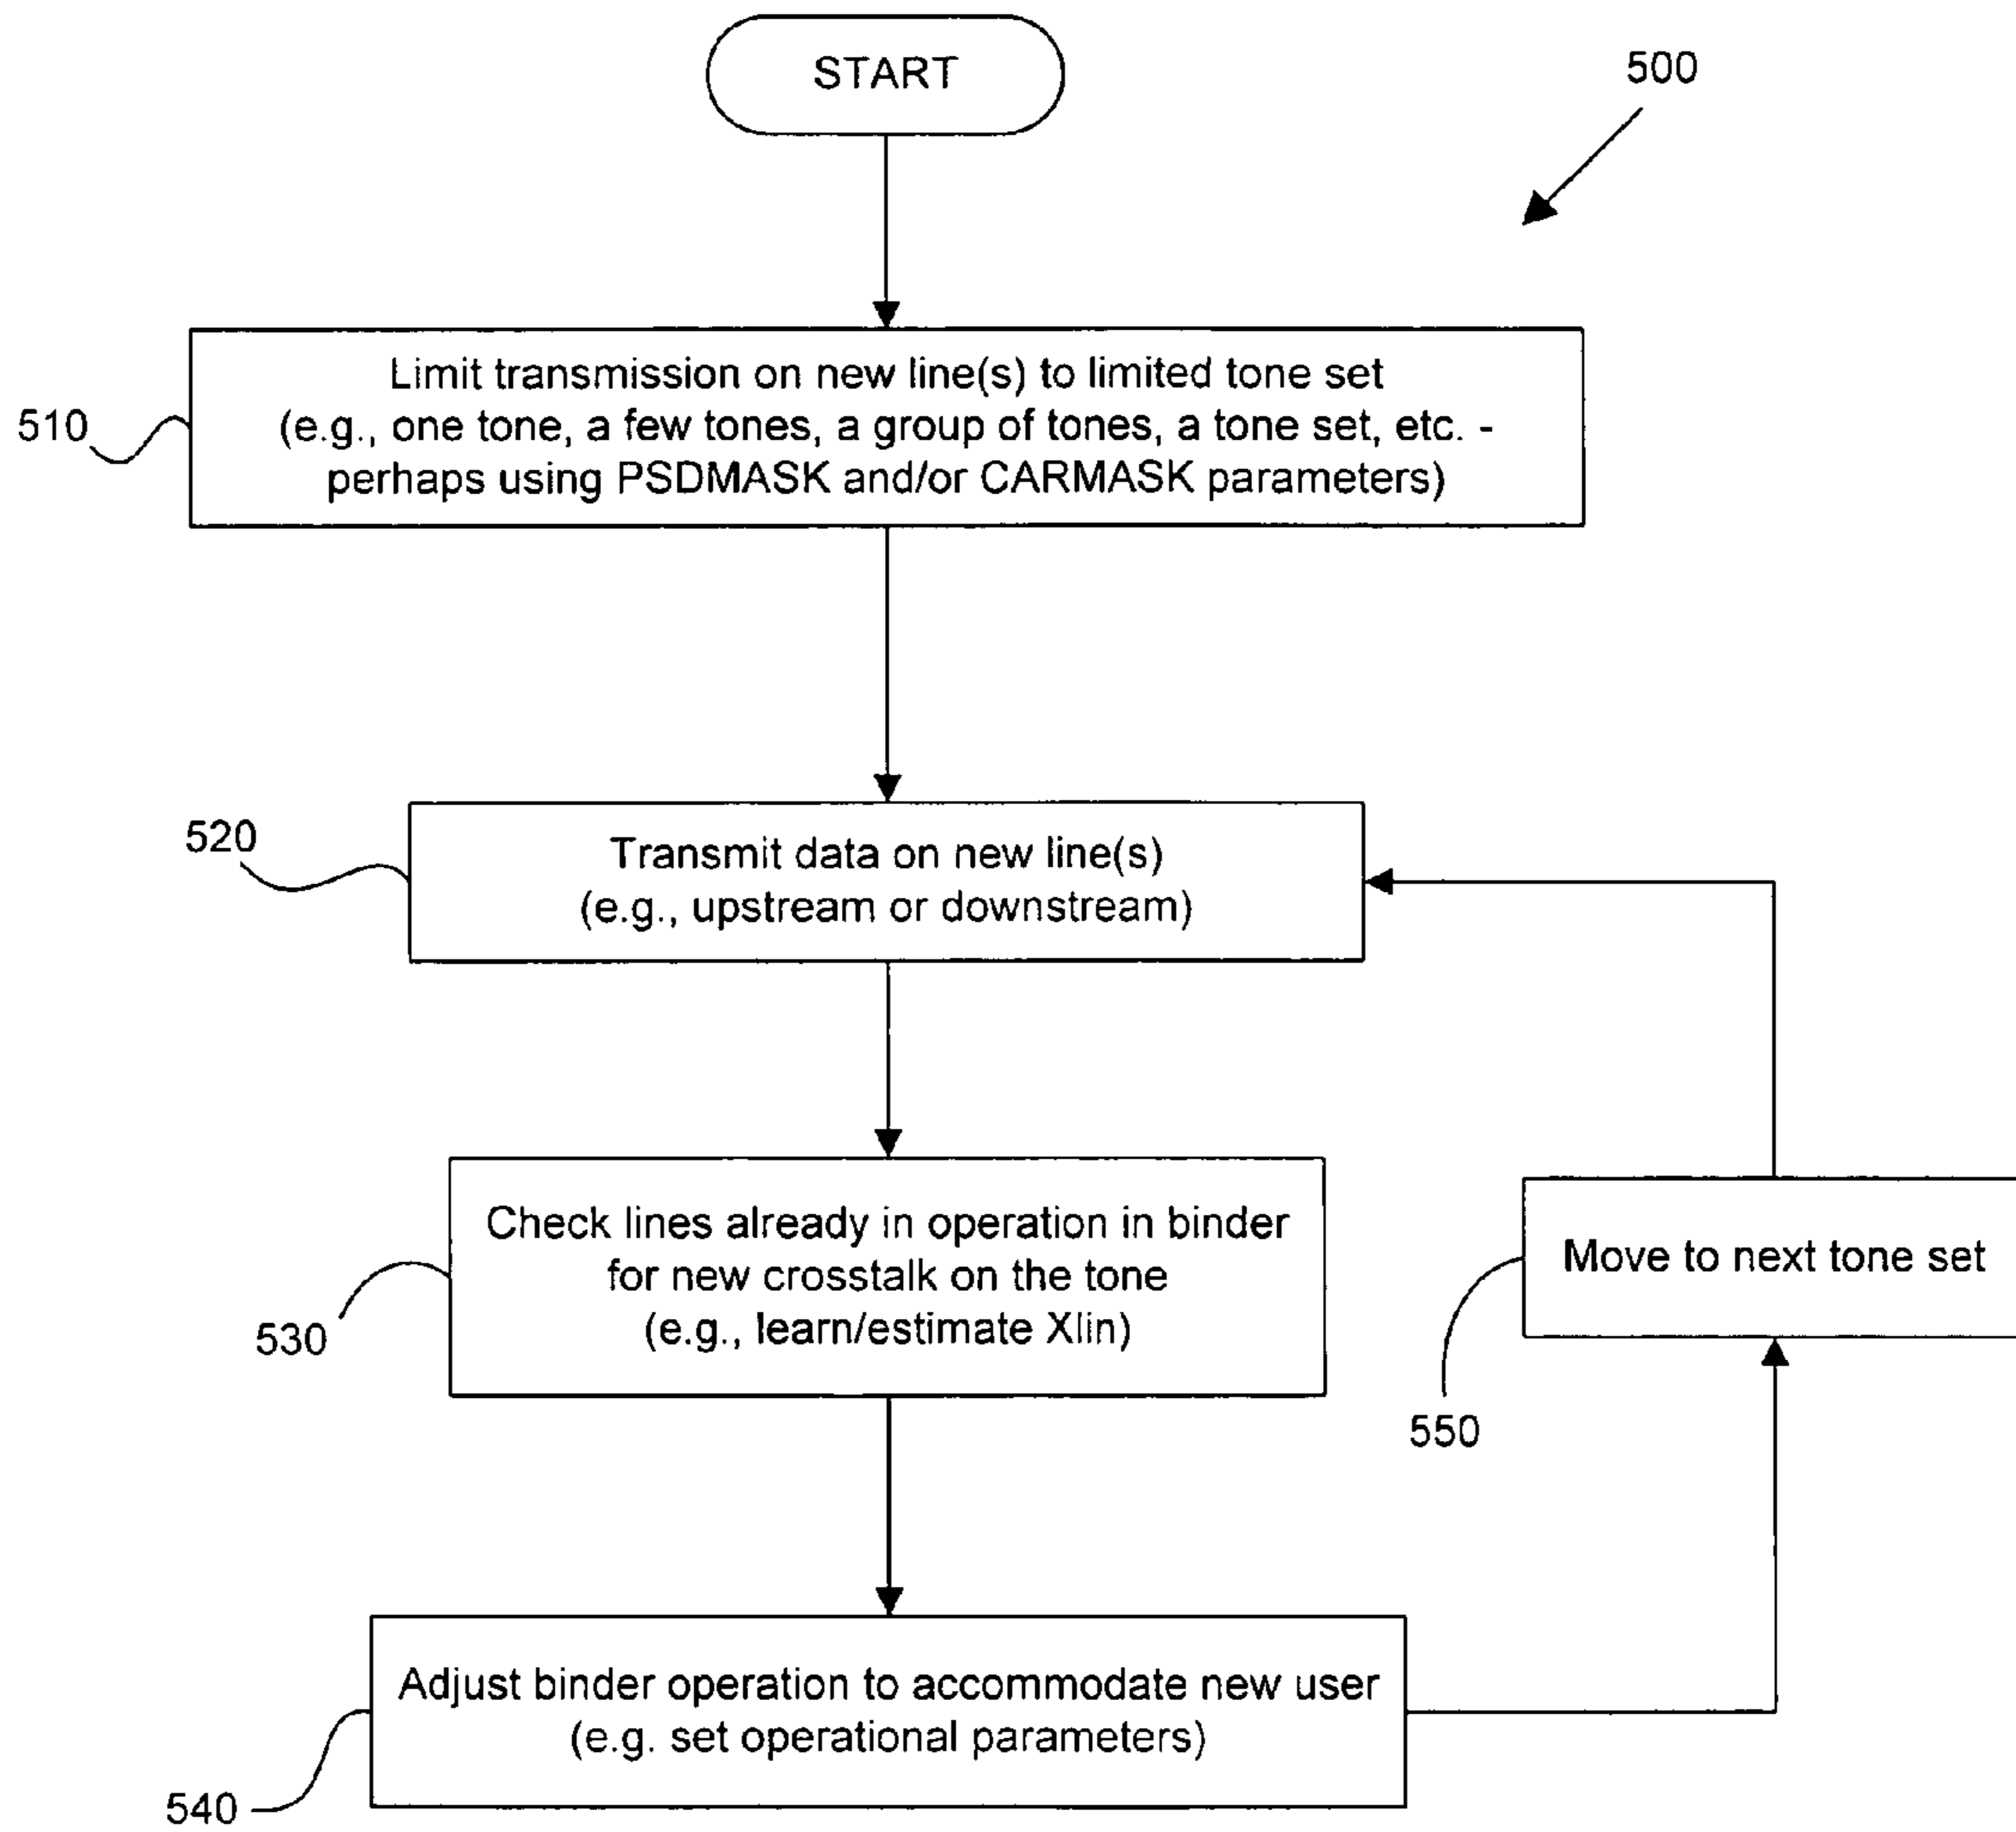 START
500
Limit transmission on new line(s) to limited tone set
(e.g., one tone, a few tones, a group of tones, a tone set, etc. -
perhaps using PSDMASK and/or CARMASK parameters)
510
Transmit data on new line(s)
(e.g., upstream or downstream)
520
Check lines already in operation in binder
for new crosstalk on the tone
(e.g., learn/estimate Xlin)
530
Move to next tone set
550
Adjust binder operation to accommodate new user
(e.g. set operational parameters)
540